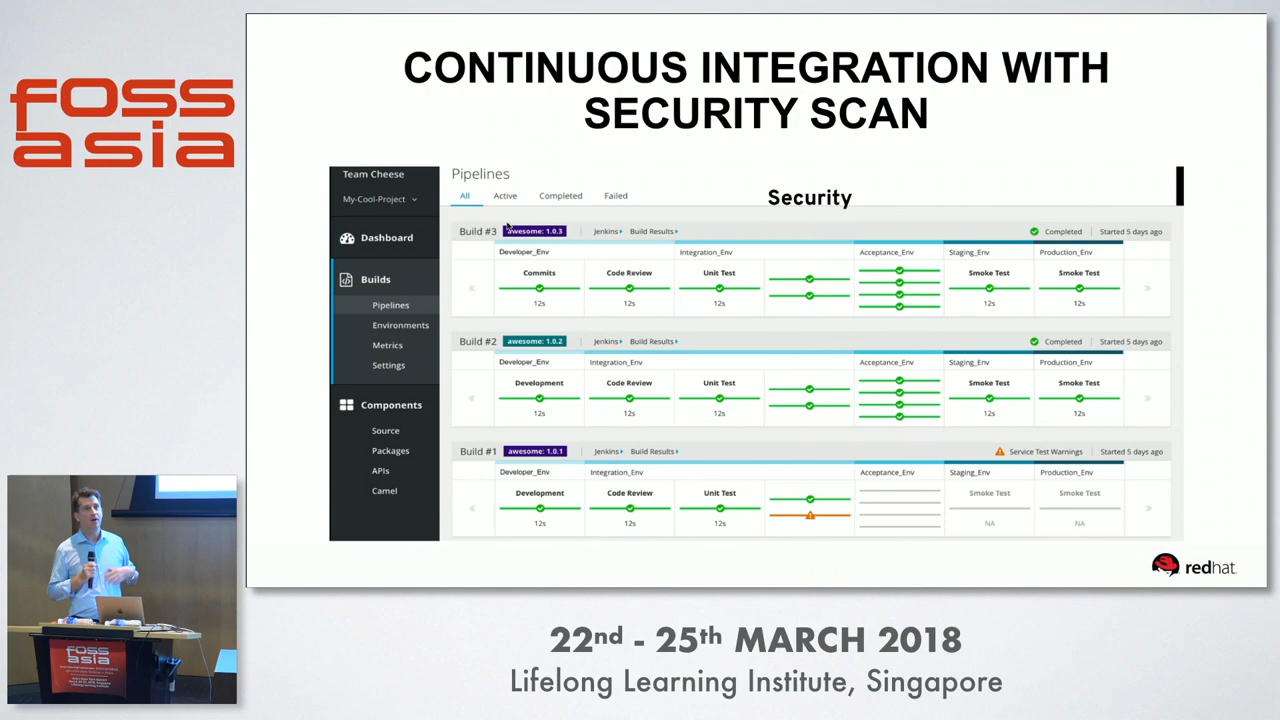 foss
asia
CONTINUOUS INTEGRATION WITH
SECURITY SCAN
Team Cheese
My-Cool-Project
Dashboard
Builds
Pipelines
Environments
Metrics
Settings
Components
Source
Packages
APIs
Camel
Pipelines
All Active Completed Failed
Security
Build #3 awesome: 1.0.3 Jenkins Build Results Completed Started 5 days ago
Developer_Env Integration_Env Acceptance_Env Staging_Env Production_Env
Commits Code Review Unit Test Smoke Test Smoke Test
12s 12s 12s 12s 12s
Build #2 awesome: 1.0.2 Jenkins Build Results Completed Started 5 days ago
Developer_Env Integration_Env Acceptance_Env Staging_Env Production_Env
Development Code Review Unit Test Smoke Test Smoke Test
12s 12s 12s 12s 12s
Build #1 awesome: 1.0.1 Jenkins Build Results Service Test Warnings Started 5 days ago
Developer_Env Integration_Env Acceptance_Env Staging_Env Production_Env
Development Code Review Unit Test Smoke Test Smoke Test
12s 12s 12s NA NA
redhat.
foss
asia
22nd - 25th MARCH 2018
Lifelong Learning Institute, Singapore